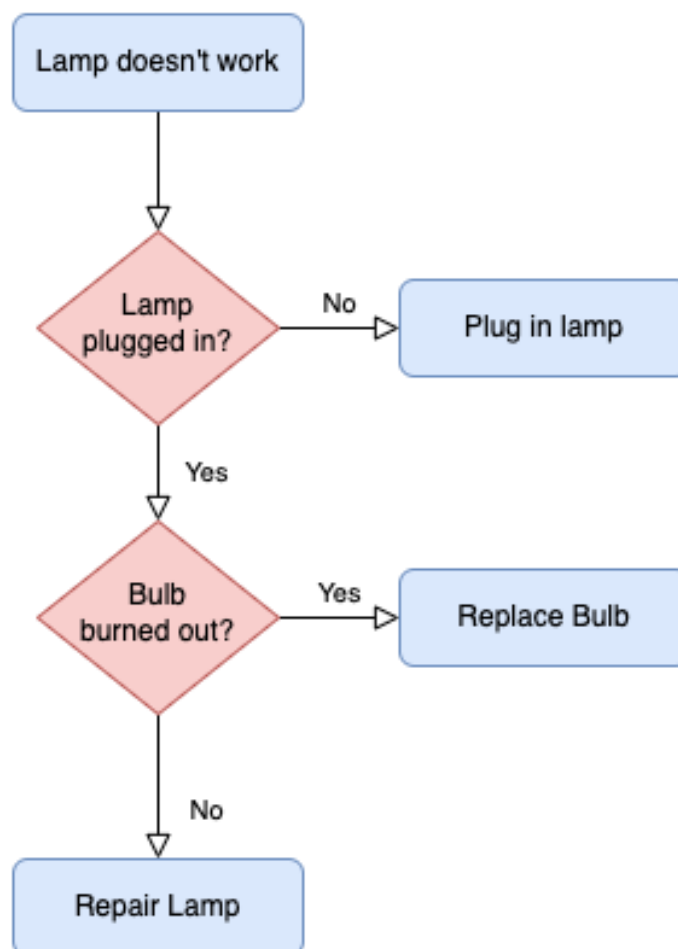 Lamp doesn't work
Lamp
plugged in?
No
Plug in lamp
Yes
Bulb
burned out?
Yes
Replace Bulb
No
Repair Lamp